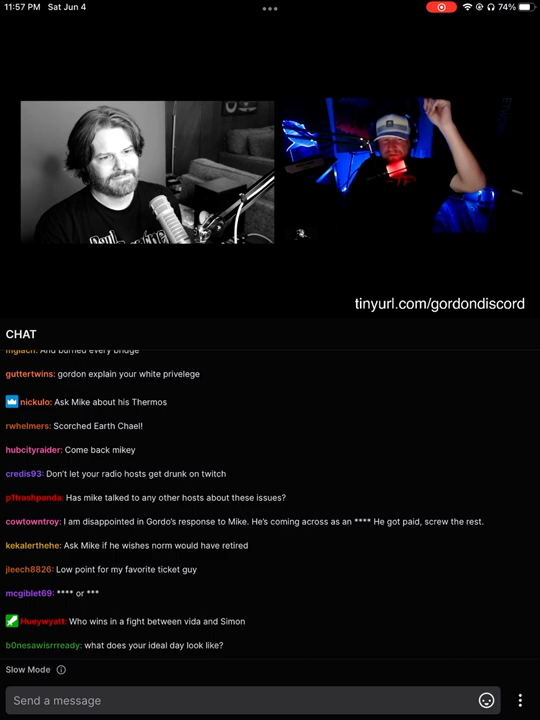 11:57 PM Sat Jun 4
74%
tinyurl.com/gordondiscord
CHAT
mglach: And burned every bridge
guttertwins: gordon explain your white privelege
nickulo: Ask Mike about his Thermos
rwhelmers: Scorched Earth Chael!
hubcityraider: Come back mikey
credis93: Don't let your radio hosts get drunk on twitch
p1trashpanda: Has mike talked to any other hosts about these issues?
cowtowntroy: I am disappointed in Gordo's response to Mike. He's coming across as an **** He got paid, screw the rest.
kekalerthehe: Ask Mike if he wishes norm would have retired
jleech8826: Low point for my favorite ticket guy
mcgiblet69: **** or ***
Hueywyatt: Who wins in a fight between vida and Simon
b0nesawisrrready: what does your ideal day look like?
Slow Mode
Send a message